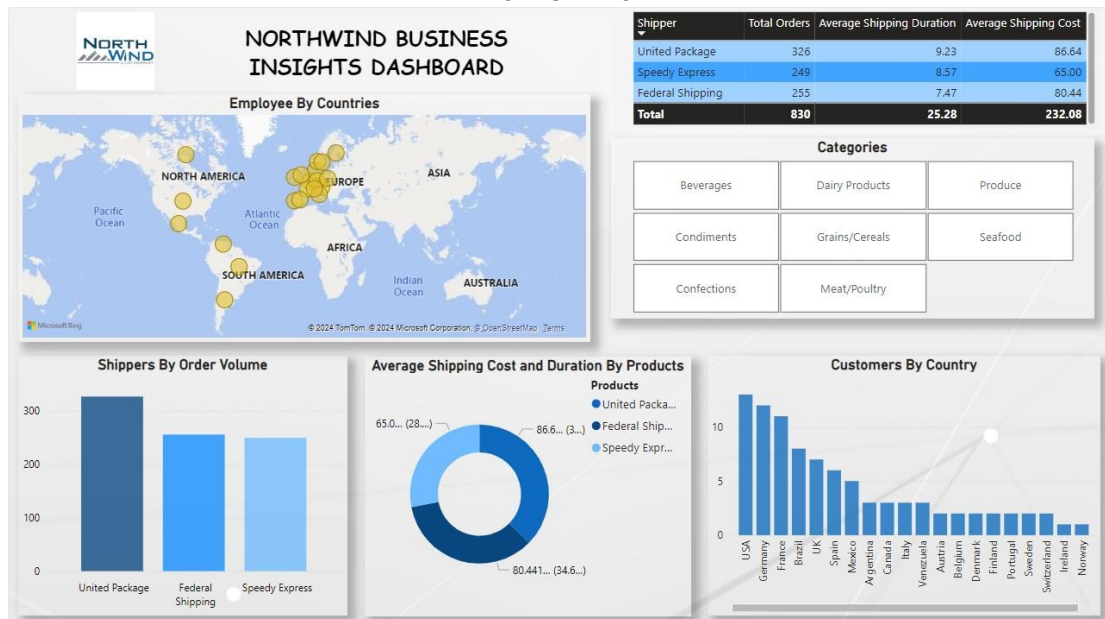 NORTH
WIND
NORTHWIND BUSINESS
INSIGHTS DASHBOARD
Shipper Total Orders Average Shipping Duration Average Shipping Cost
United Package 326 9.23 86.64
Speedy Express 249 8.57 65.00
Federal Shipping 255 7.47 80.44
Total 830 25.28 232.08
Employee By Countries
NORTH AMERICA
EUROPE
ASIA
Pacific
Ocean
Atlantic
Ocean
AFRICA
SOUTH AMERICA
Indian
Ocean
AUSTRALIA
Microsoft Bing
© 2024 TomTom, © 2024 Microsoft Corporation, © OpenStreetMap Terms
Categories
Beverages Dairy Products Produce
Condiments Grains/Cereals Seafood
Confections Meat/Poultry
Shippers By Order Volume
300
200
100
0
United Package
Federal
Shipping
Speedy Express
Average Shipping Cost and Duration By Products
Products
United Packa...
Federal Ship...
Speedy Expr...
65.0... (28....)
86.6... (3...)
80.441... (34.6...)
Customers By Country
10
5
0
USA
Germany
France
Brazil
UK
Spain
Mexico
Argentina
Canada
Italy
Venezuela
Austria
Belgium
Denmark
Finland
Portugal
Sweden
Switzerland
Ireland
Norway